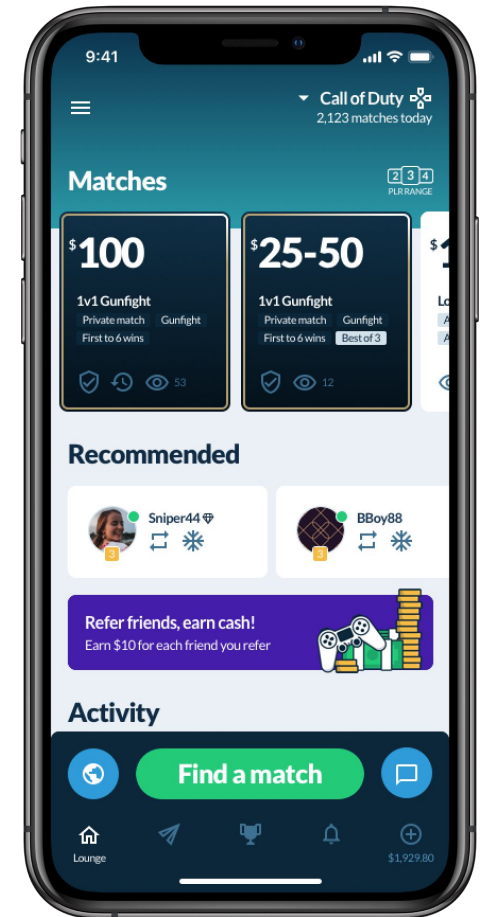 9:41
Call of Duty
2,123 matches today
Matches
2 3 4
PLR RANGE
$100
1v1 Gunfight
Private match Gunfight
First to 6 wins
53
$25-50
1v1 Gunfight
Private match Gunfight
First to 6 wins Best of 3
12
$
Recommended
Sniper44
3
BBoy88
3
Refer friends, earn cash!
Earn $10 for each friend you refer
Activity
Find a match
Lounge
$1,929.80